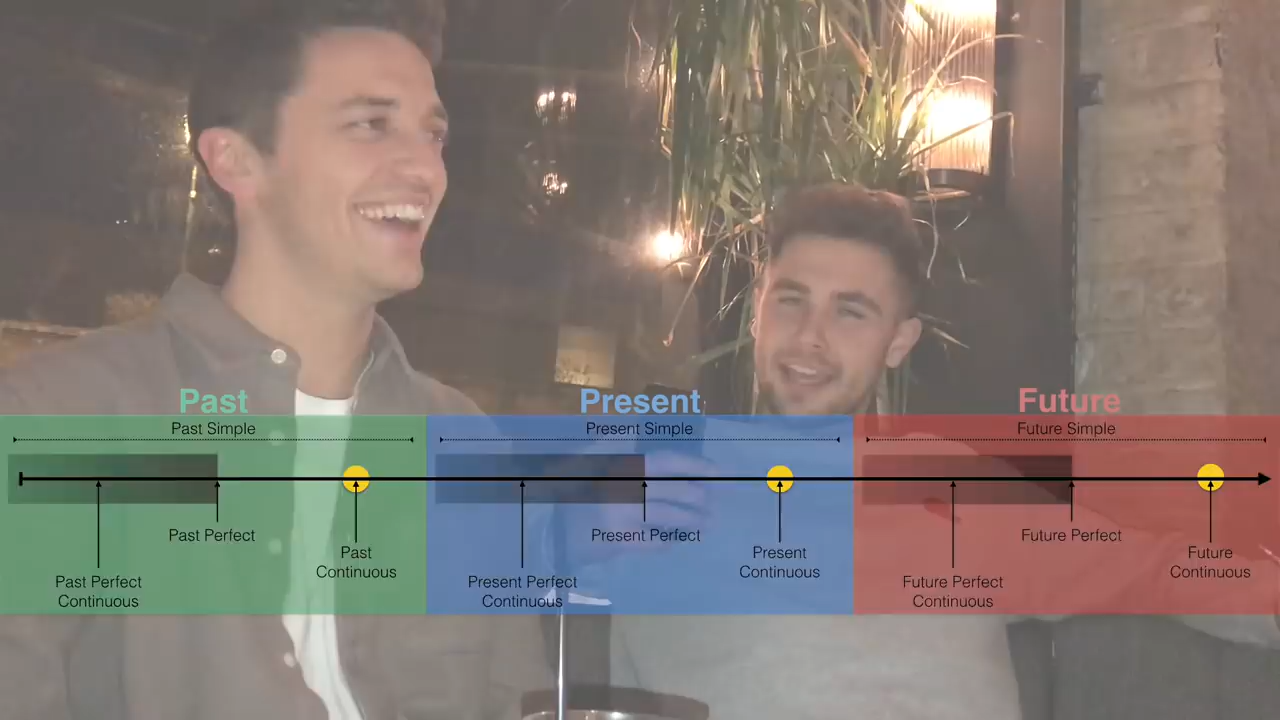 Past
Present
Future
Past Simple
Present Simple
Future Simple
Past Perfect
Present Perfect
Future Perfect
Past
Continuous
Present
Continuous
Future
Continuous
Past Perfect
Continuous
Present Perfect
Continuous
Future Perfect
Continuous